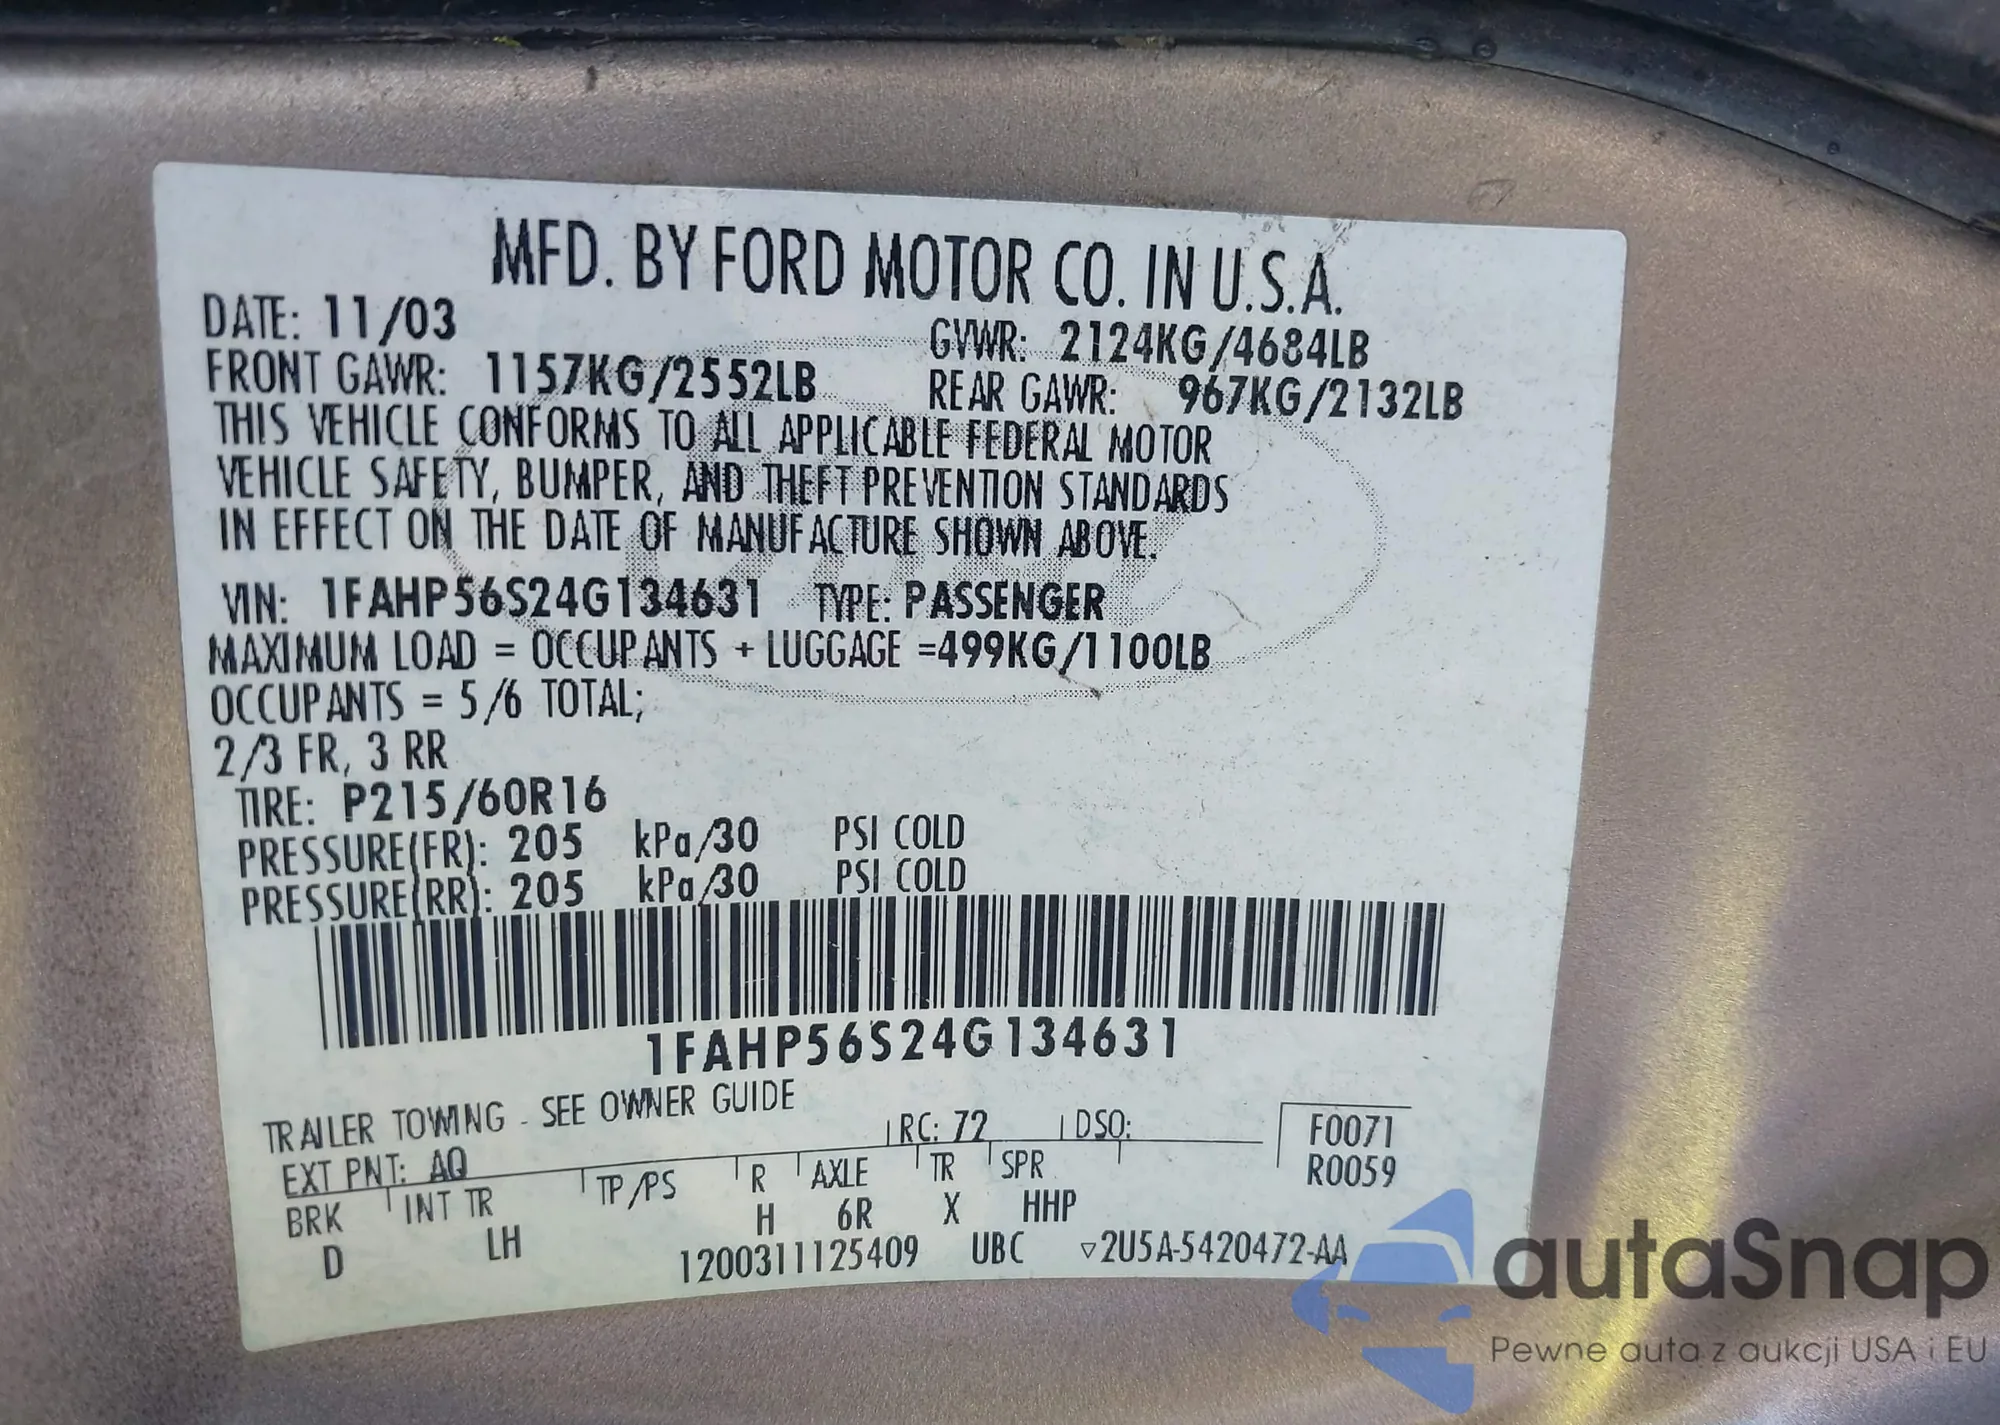 MFD. BY FORD MOTOR CO. IN U.S.A.
DATE: 11/03 GVWR: 2124KG/4684LB
FRONT GAWR: 1157KG/2552LB REAR GAWR: 967KG/2132LB
THIS VEHICLE CONFORMS TO ALL APPLICABLE FEDERAL MOTOR
VEHICLE SAFETY, BUMPER, AND THEFT PREVENTION STANDARDS
IN EFFECT ON THE DATE OF MANUFACTURE SHOWN ABOVE.
VIN: 1FAHP56S24G134631 TYPE: PASSENGER
MAXIMUM LOAD = OCCUPANTS + LUGGAGE =499KG/1100LB
OCCUPANTS = 5/6 TOTAL;
2/3 FR, 3 RR
TIRE: P215/60R16
PRESSURE(FR): 205 kPa/30 PSI COLD
PRESSURE(RR): 205 kPa/30 PSI COLD
1FAHP56S24G134631
TRAILER TOWING - SEE OWNER GUIDE
EXT PNT: AQ RC: 72 DSO: F0071
R0059
BRK INT TR TP/PS R AXLE TR SPR
D LH H 6R X HHP
1200311125409 UBC ▽2U5A-5420472-AA
autaSnap
Pewne auta z aukcji USA i EU